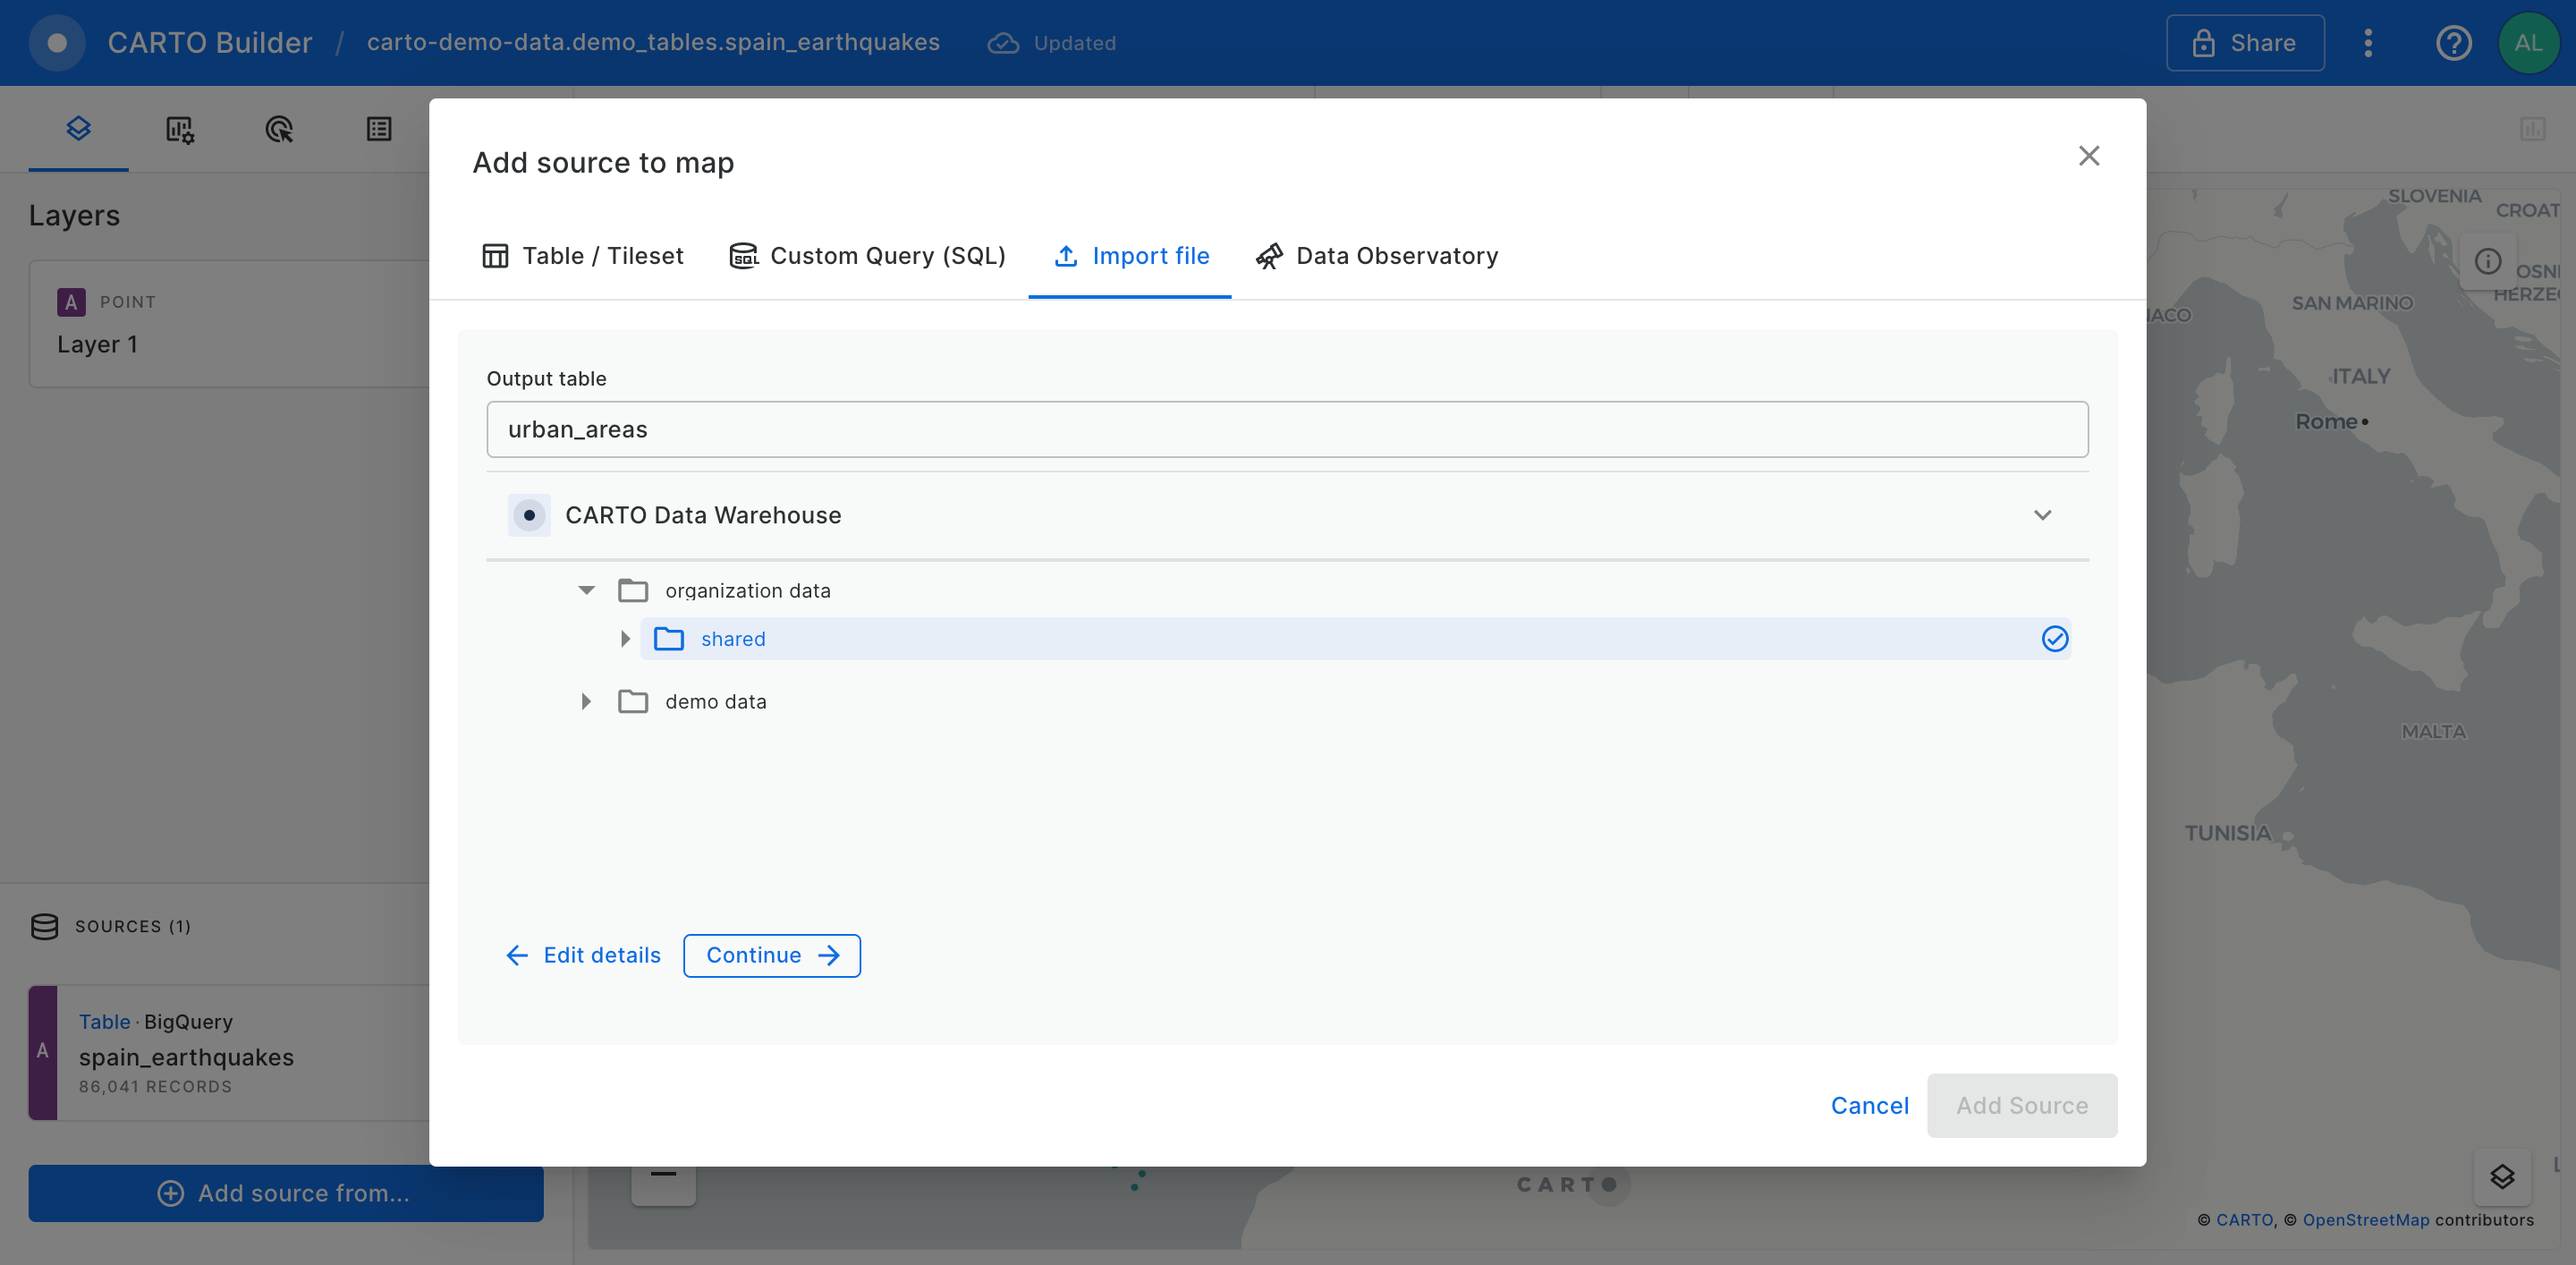 CARTO Builder / carto-demo-data.demo_tables.spain_earthquakes Updated Share AL
Layers
A POINT
Layer 1
SOURCES (1)
A
Table · BigQuery
spain_earthquakes
86,041 RECORDS
Add source from...
Add source to map
Table / Tileset Custom Query (SQL) Import file Data Observatory
Output table
urban_areas
CARTO Data Warehouse
organization data
shared
demo data
Edit details Continue
Cancel Add Source
SLOVENIA
CROAT
OSNI
HERZE
SAN MARINO
NACO
ITALY
Rome
MALTA
TUNISIA
CARTO
© CARTO, © OpenStreetMap contributors